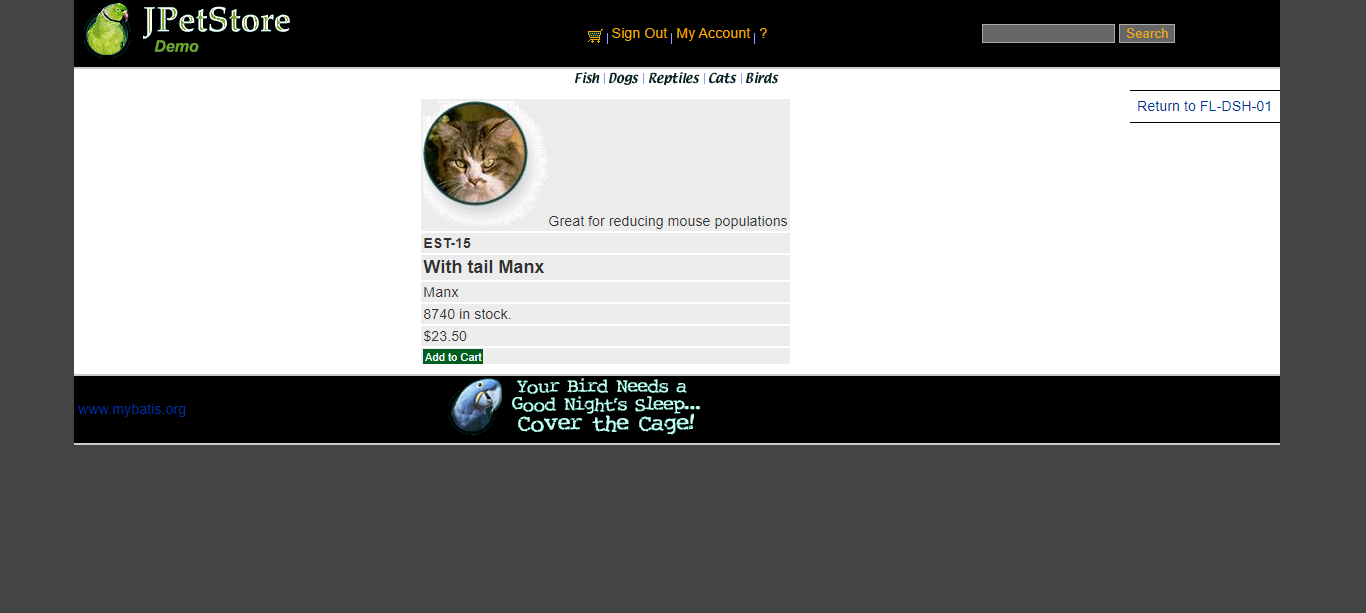 JPetStore
Demo
Sign Out | My Account | ?
Search
Fish | Dogs | Reptiles | Cats | Birds
Return to FL-DSH-01
Great for reducing mouse populations
EST-15
With tail Manx
Manx
8740 in stock.
$23.50
Add to Cart
www.mybatis.org
Your Bird Needs a
Good Night's Sleep...
Cover the Cage!